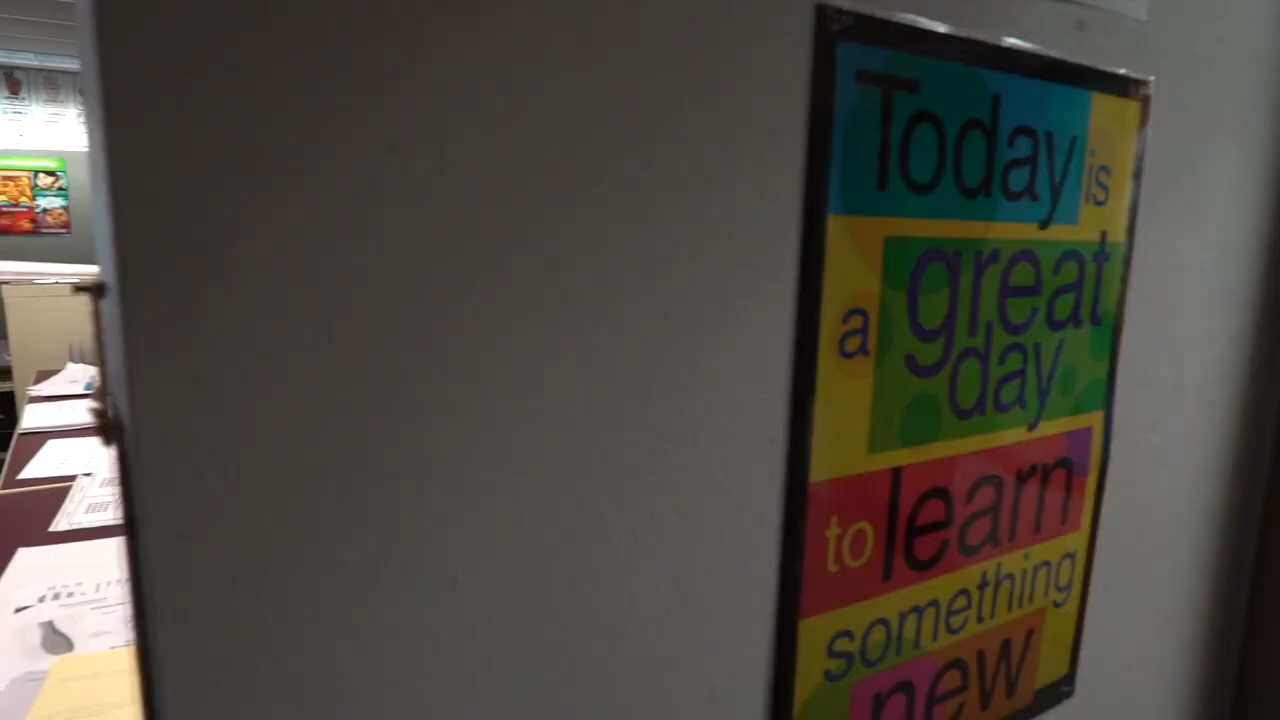 Today is
a great
day
to learn
something
new